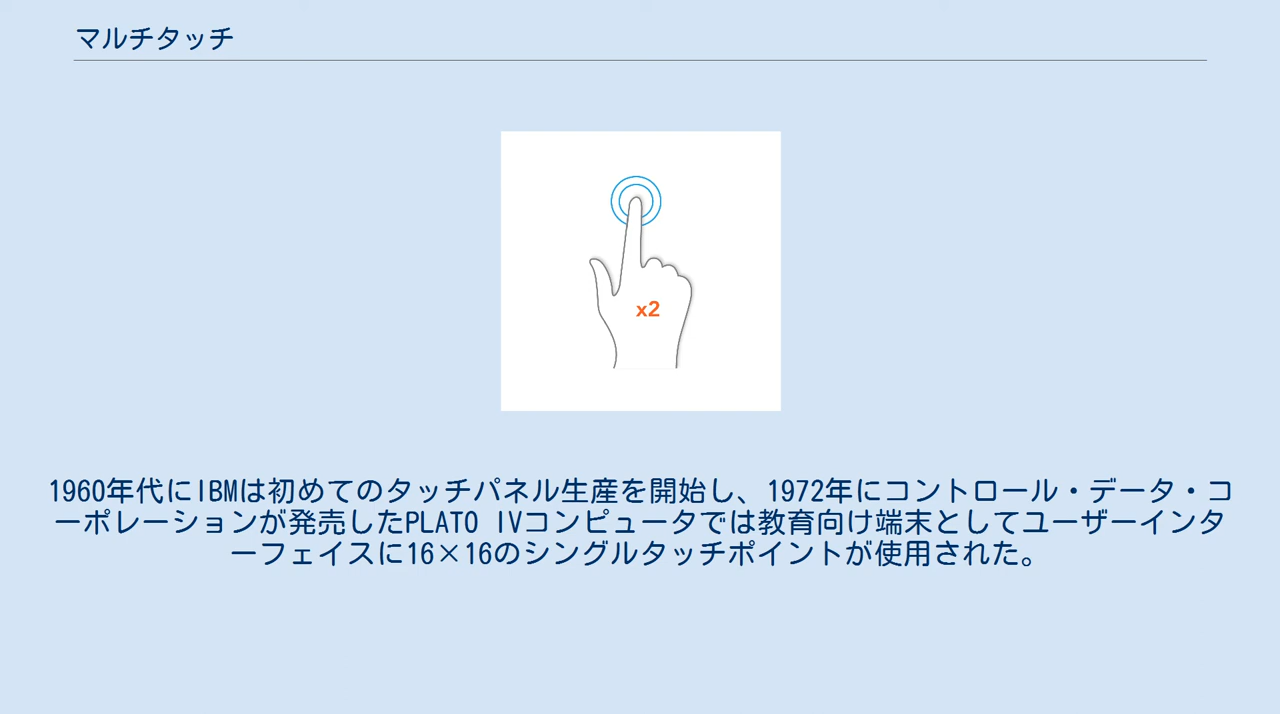 マルチタッチ
x2
1960年代にIBMは初めてのタッチパネル生産を開始し、1972年にコントロール・データ・コ
ーポレーションが発売したPLATO IVコンピュータでは教育向け端末としてユーザーインタ
ーフェイスに16×16のシングルタッチポイントが使用された。